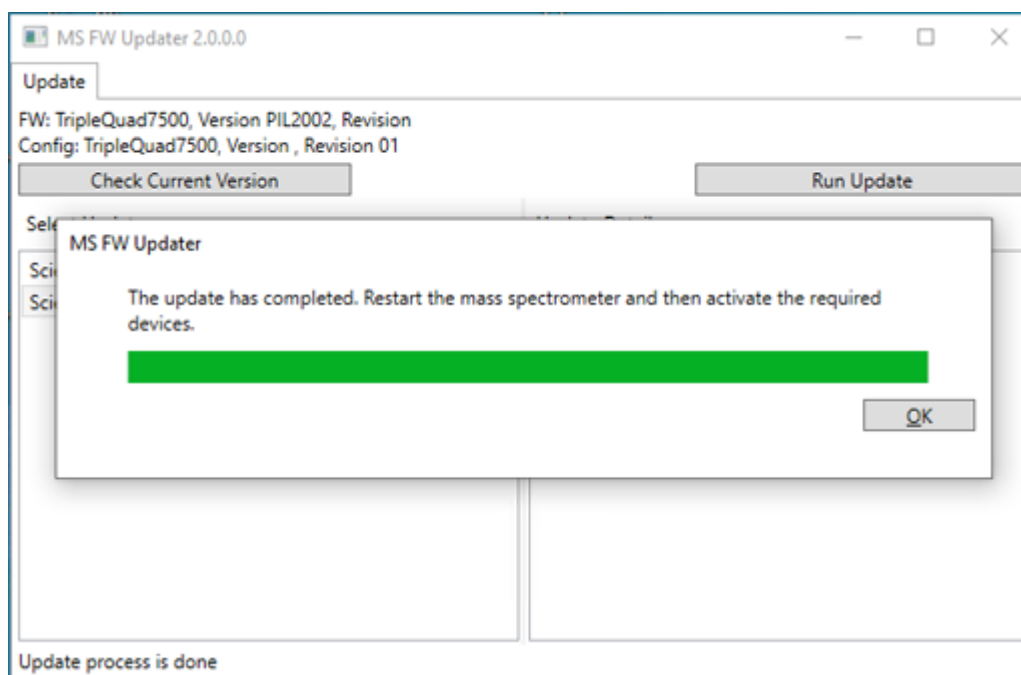 MS FW Updater 2.0.0.0
Update
FW: TripleQuad7500, Version PIL2002, Revision
Config: TripleQuad7500, Version , Revision 01
Check Current Version
Run Update
MS FW Updater
The update has completed. Restart the mass spectrometer and then activate the required
devices.
OK
Update process is done